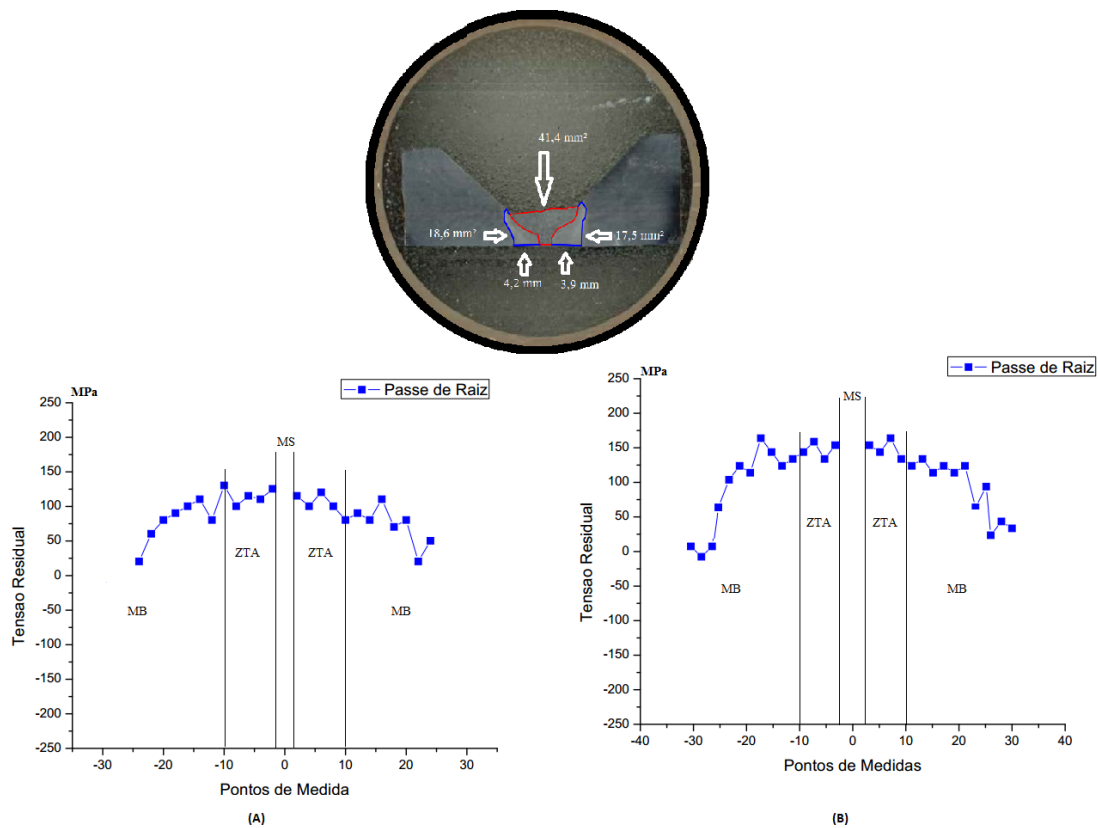 41,4 mm²
18,6 mm²
17,5 mm²
4,2 mm
3,9 mm
MPa
Passe de Raiz
250
200
150
100
50
0
-50
-100
-150
-200
-250
Tensao Residual
MS
ZTA
ZTA
MB
MB
-30
-20
-10
0
10
20
30
Pontos de Medida
(A)
MPa
Passe de Raiz
250
200
150
100
50
0
-50
-100
-150
-200
-250
Tensao Residual
MS
ZTA
ZTA
MB
MB
-40
-30
-20
-10
0
10
20
30
40
Pontos de Medidas
(B)